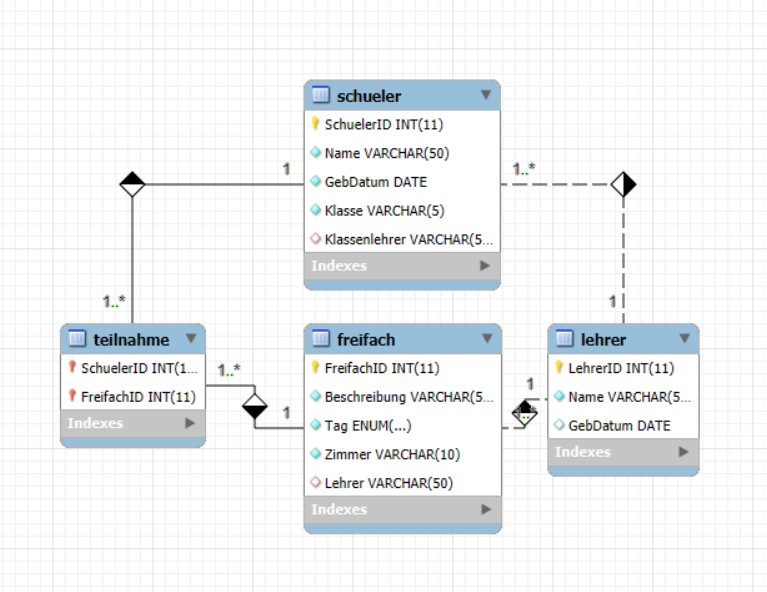 schueler
SchuelerID INT(11)
Name VARCHAR(50)
GebDatum DATE
Klasse VARCHAR(5)
Klassenlehrer VARCHAR(5...
Indexes
1
1..*
1..*
1
teilnahme
SchuelerID INT(1...
FreifachID INT(11)
Indexes
1..*
1
freifach
FreifachID INT(11)
Beschreibung VARCHAR(5...
Tag ENUM(...)
Zimmer VARCHAR(10)
Lehrer VARCHAR(50)
Indexes
1
lehrer
LehrerID INT(11)
Name VARCHAR(5...
GebDatum DATE
Indexes